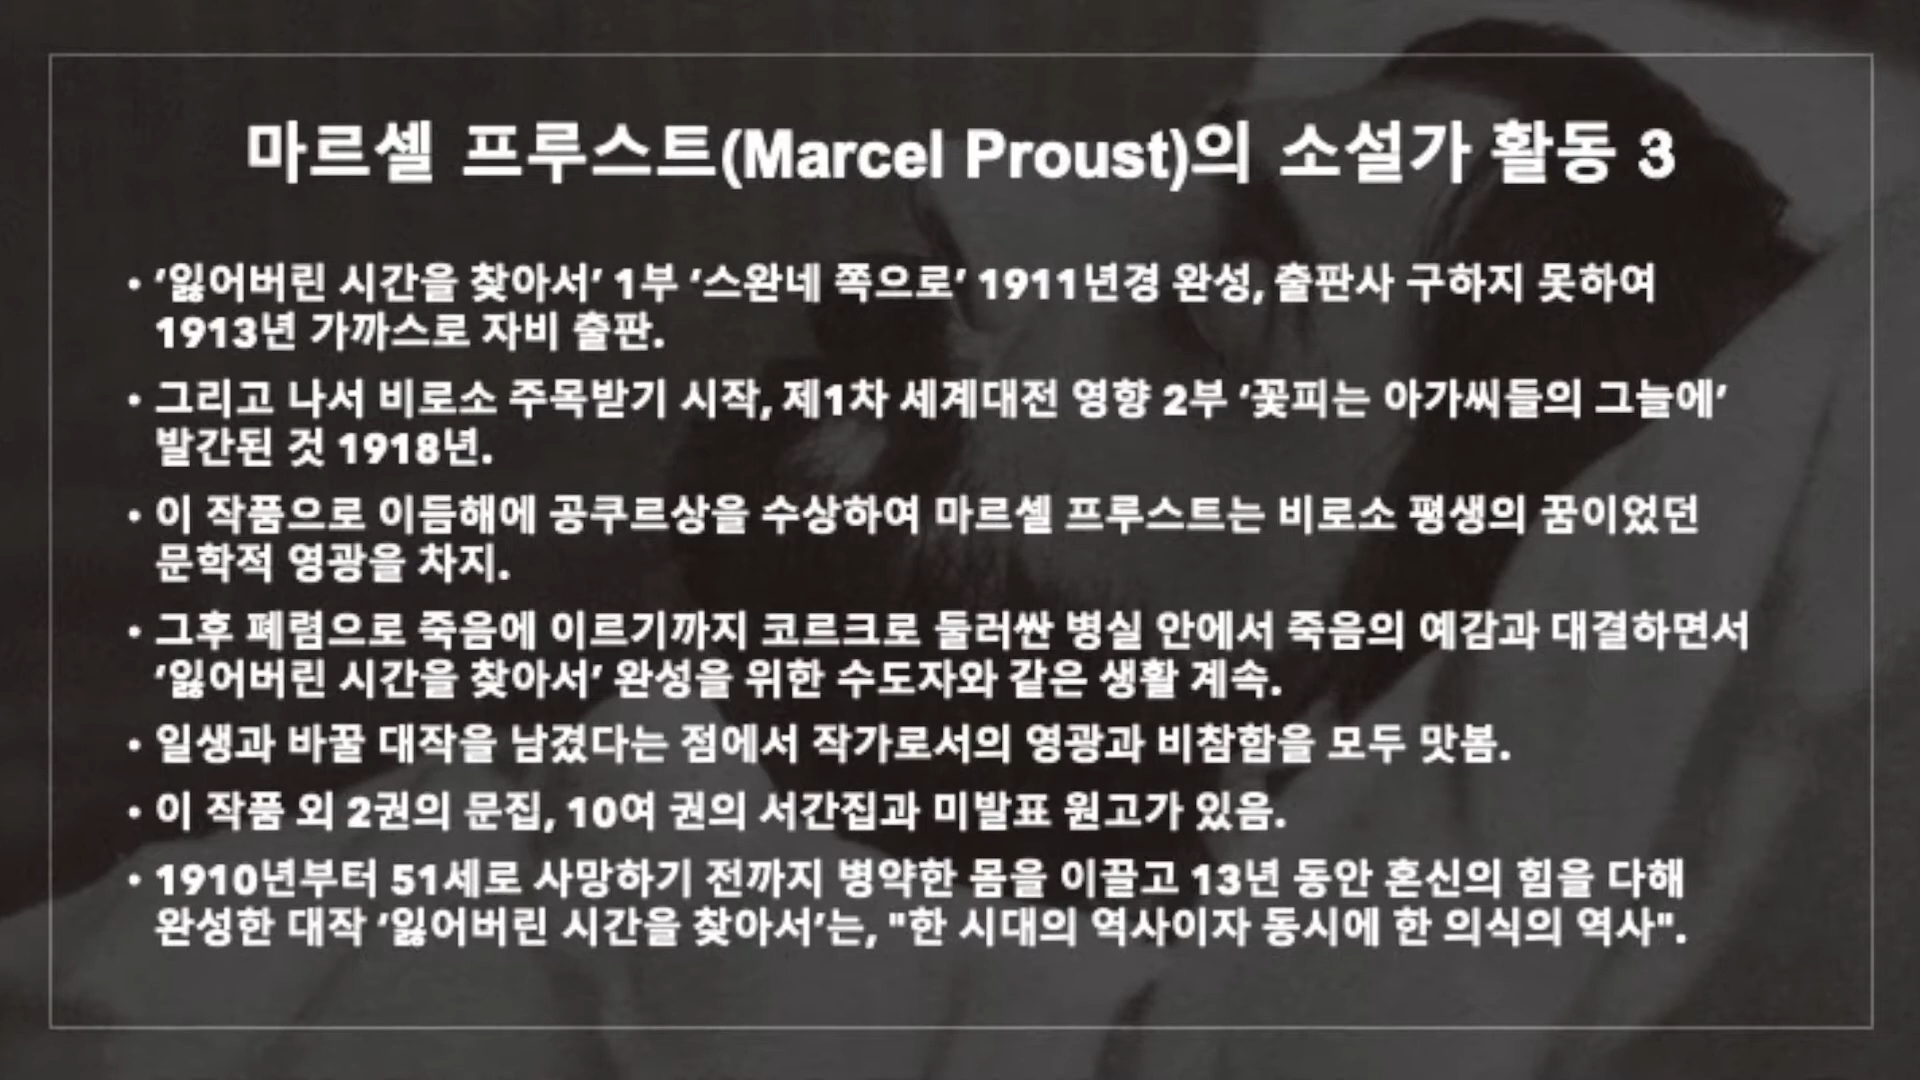 마르셀 프루스트(Marcel Proust)의 소설가 활동 3
• ‘잃어버린 시간을 찾아서’ 1부 ‘스완네 쪽으로’ 1911년경 완성, 출판사 구하지 못하여
1913년 가까스로 자비 출판.
• 그리고 나서 비로소 주목받기 시작, 제1차 세계대전 영향 2부 ‘꽃피는 아가씨들의 그늘에’
발간된 것 1918년.
• 이 작품으로 이듬해에 공쿠르상을 수상하여 마르셀 프루스트는 비로소 평생의 꿈이었던
문학적 영광을 차지.
• 그후 폐렴으로 죽음에 이르기까지 코르크로 둘러싼 병실 안에서 죽음의 예감과 대결하면서
‘잃어버린 시간을 찾아서’ 완성을 위한 수도자와 같은 생활 계속.
• 일생과 바꿀 대작을 남겼다는 점에서 작가로서의 영광과 비참함을 모두 맛봄.
• 이 작품 외 2권의 문집, 10여 권의 서간집과 미발표 원고가 있음.
• 1910년부터 51세로 사망하기 전까지 병약한 몸을 이끌고 13년 동안 혼신의 힘을 다해
완성한 대작 ‘잃어버린 시간을 찾아서’는, "한 시대의 역사이자 동시에 한 의식의 역사".